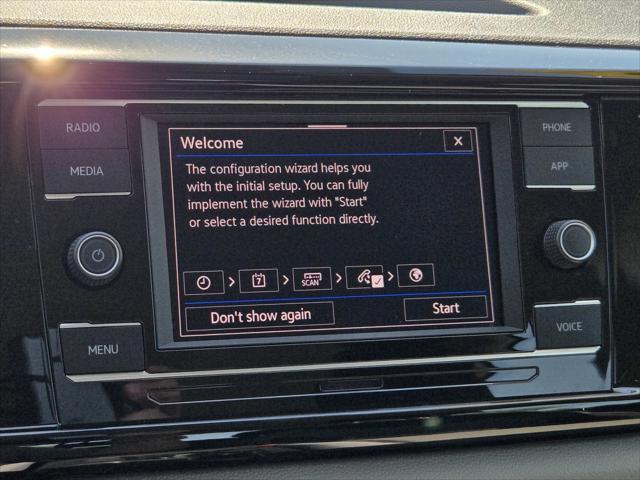 RADIO
MEDIA
MENU
Welcome
X
The configuration wizard helps you
with the initial setup. You can fully
implement the wizard with "Start"
or select a desired function directly.
7
SCAN
Don't show again
Start
PHONE
APP
VOICE